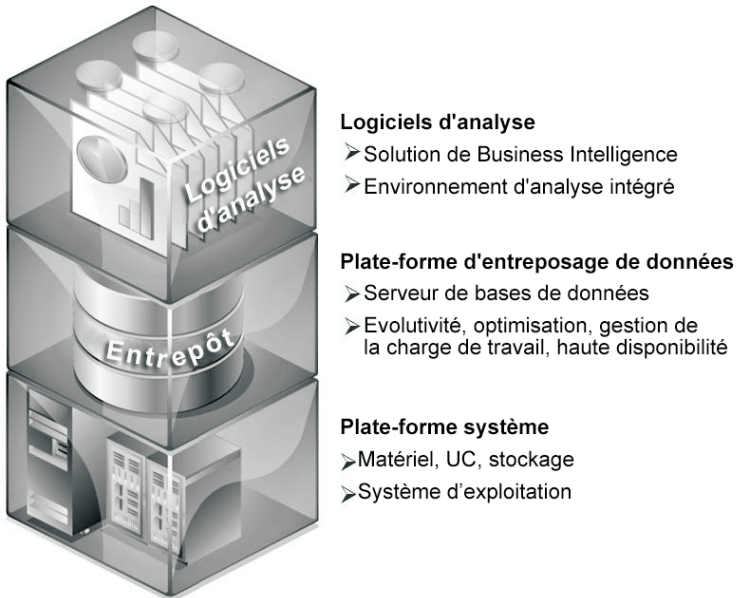 Logiciels
d'analyse
Logiciels d'analyse
➢ Solution de Business Intelligence
➢ Environnement d'analyse intégré
Entrepôt
Plate-forme d'entreposage de données
➢ Serveur de bases de données
➢ Evolutivité, optimisation, gestion de
la charge de travail, haute disponibilité
Plate-forme système
➢ Matériel, UC, stockage
➢ Système d’exploitation